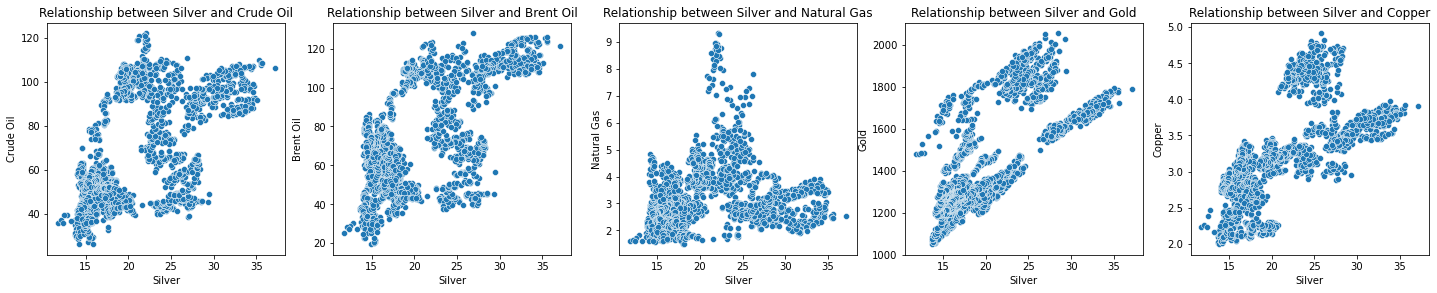 Relationship between Silver and Crude Oil
120
100
80
60
40
Crude Oil
15 20 25 30 35
Silver
Relationship between Silver and Brent Oil
120
100
80
60
40
20
Brent Oil
15 20 25 30 35
Silver
Relationship between Silver and Natural Gas
9
8
7
6
5
4
3
2
Natural Gas
15 20 25 30 35
Silver
Relationship between Silver and Gold
2000
1800
1600
1400
1200
1000
Gold
15 20 25 30 35
Silver
Relationship between Silver and Copper
5.0
4.5
4.0
3.5
3.0
2.5
2.0
Copper
15 20 25 30 35
Silver